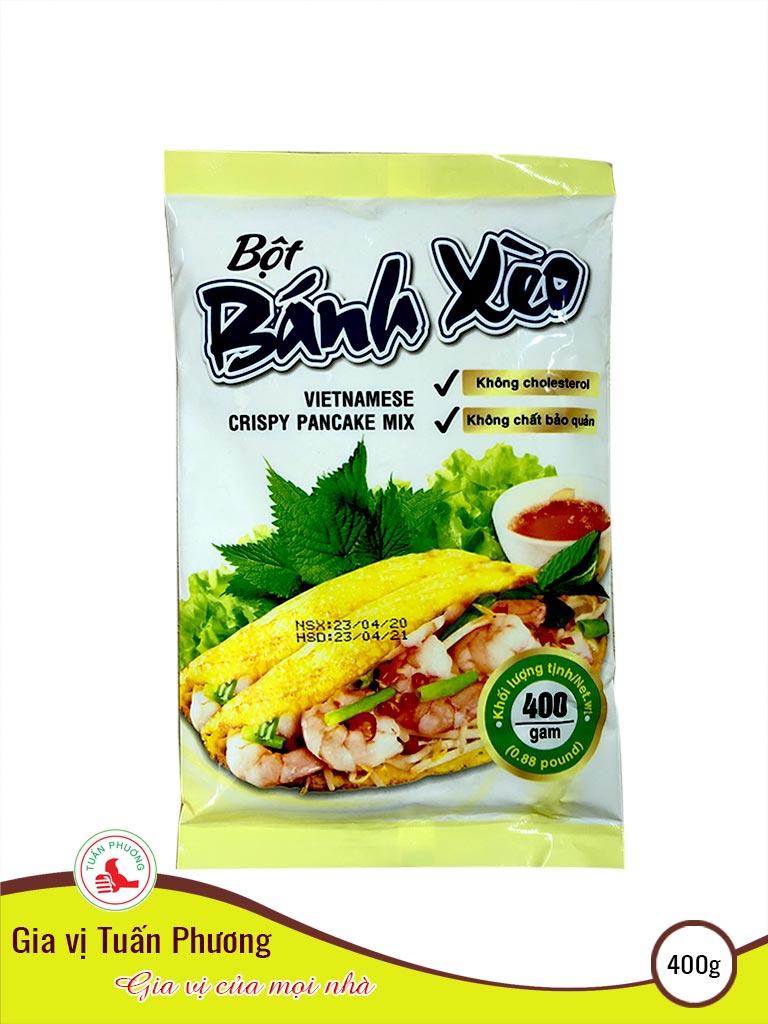 Bột
Bánh Xèo
VIETNAMESE
CRISPY PANCAKE MIX
Không cholesterol
Không chất bảo quản
NSX:23/04/20
HSD:23/04/21
Khối lượng tịnh/Net.wt
400
gam
(0.88 pound)
TUẤN PHƯƠNG
Gia vị Tuấn Phương
Gia vị của mọi nhà
400g